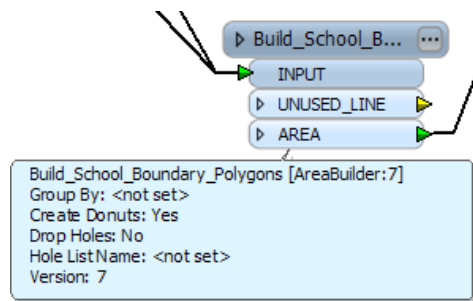 Build_School_B...
INPUT
UNUSED_LINE
AREA
Build_School_Boundary_Polygons [AreaBuilder:7]
Group By: <not set>
Create Donuts: Yes
Drop Holes: No
Hole List Name: <not set>
Version: 7